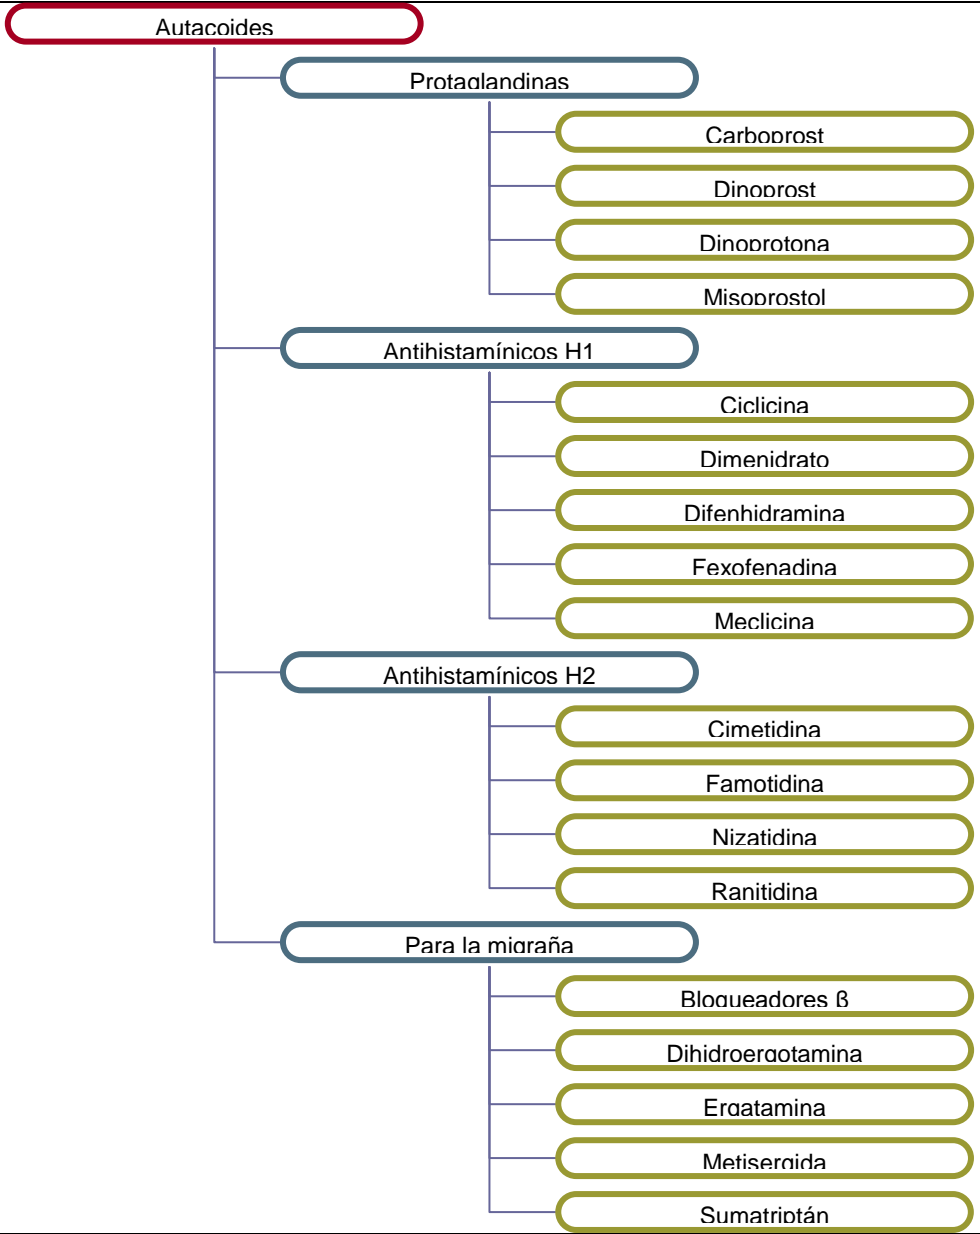 Autacoides
Protaglandinas
Carboprost
Dinoprost
Dinoprotona
Misoprostol
Antihistamínicos H1
Ciclicina
Dimenidrato
Difenhidramina
Fexofenadina
Meclicina
Antihistamínicos H2
Cimetidina
Famotidina
Nizatidina
Ranitidina
Para la migraña
Bloqueadores ß
Dihidroergotamina
Ergatamina
Metisergida
Sumatriptán